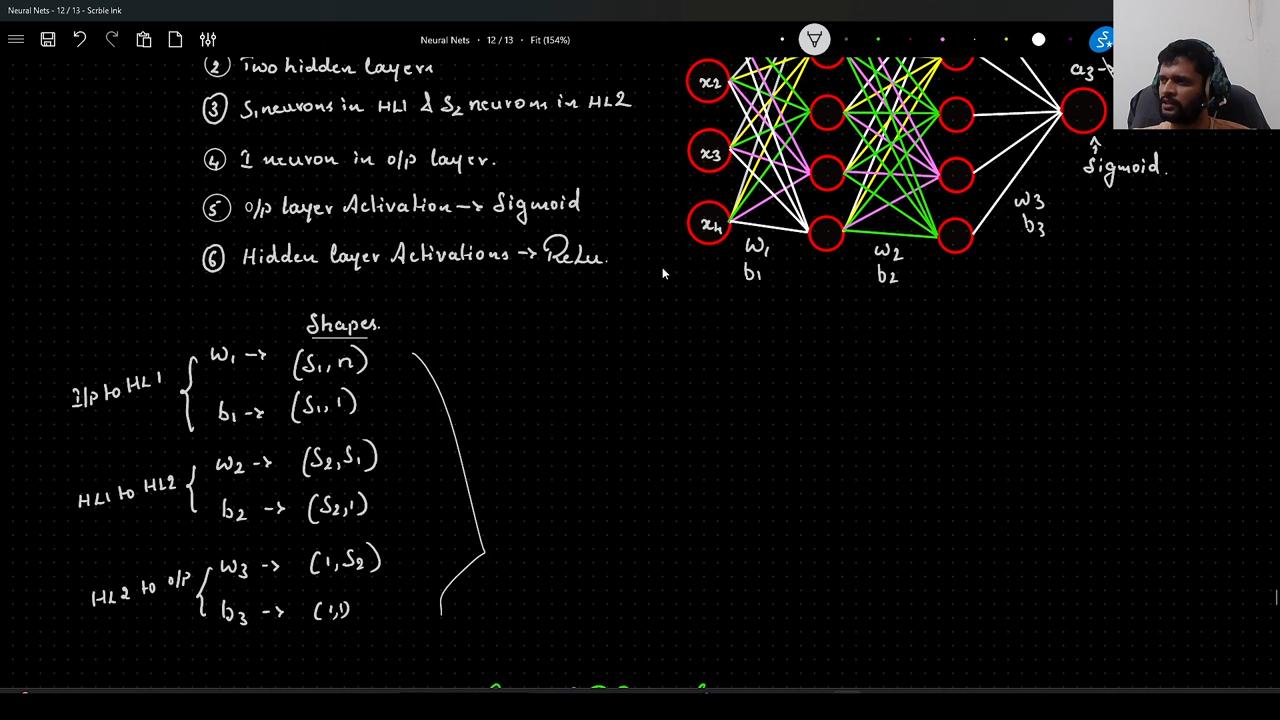 Neural Nets - 12 / 13 - Scrble Ink
Neural Nets • 12 / 13 • Fit (154%)
② Two hidden layers
③ S1 neurons in HL1 & S2 neurons in HL2
④ 1 neuron in o/p layer.
⑤ o/p layer Activation → Sigmoid
⑥ Hidden layer Activations → ReLu.
x2
x3
x4
w1
b1
w2
b2
w3
b3
Sigmoid.
Shapes.
I/p to HL1
w1 → (S1, n)
b1 → (S1, 1)
HL1 to HL2
w2 → (S2, S1)
b2 → (S2, 1)
HL2 to o/p
w3 → (1, S2)
b3 → (1,1)